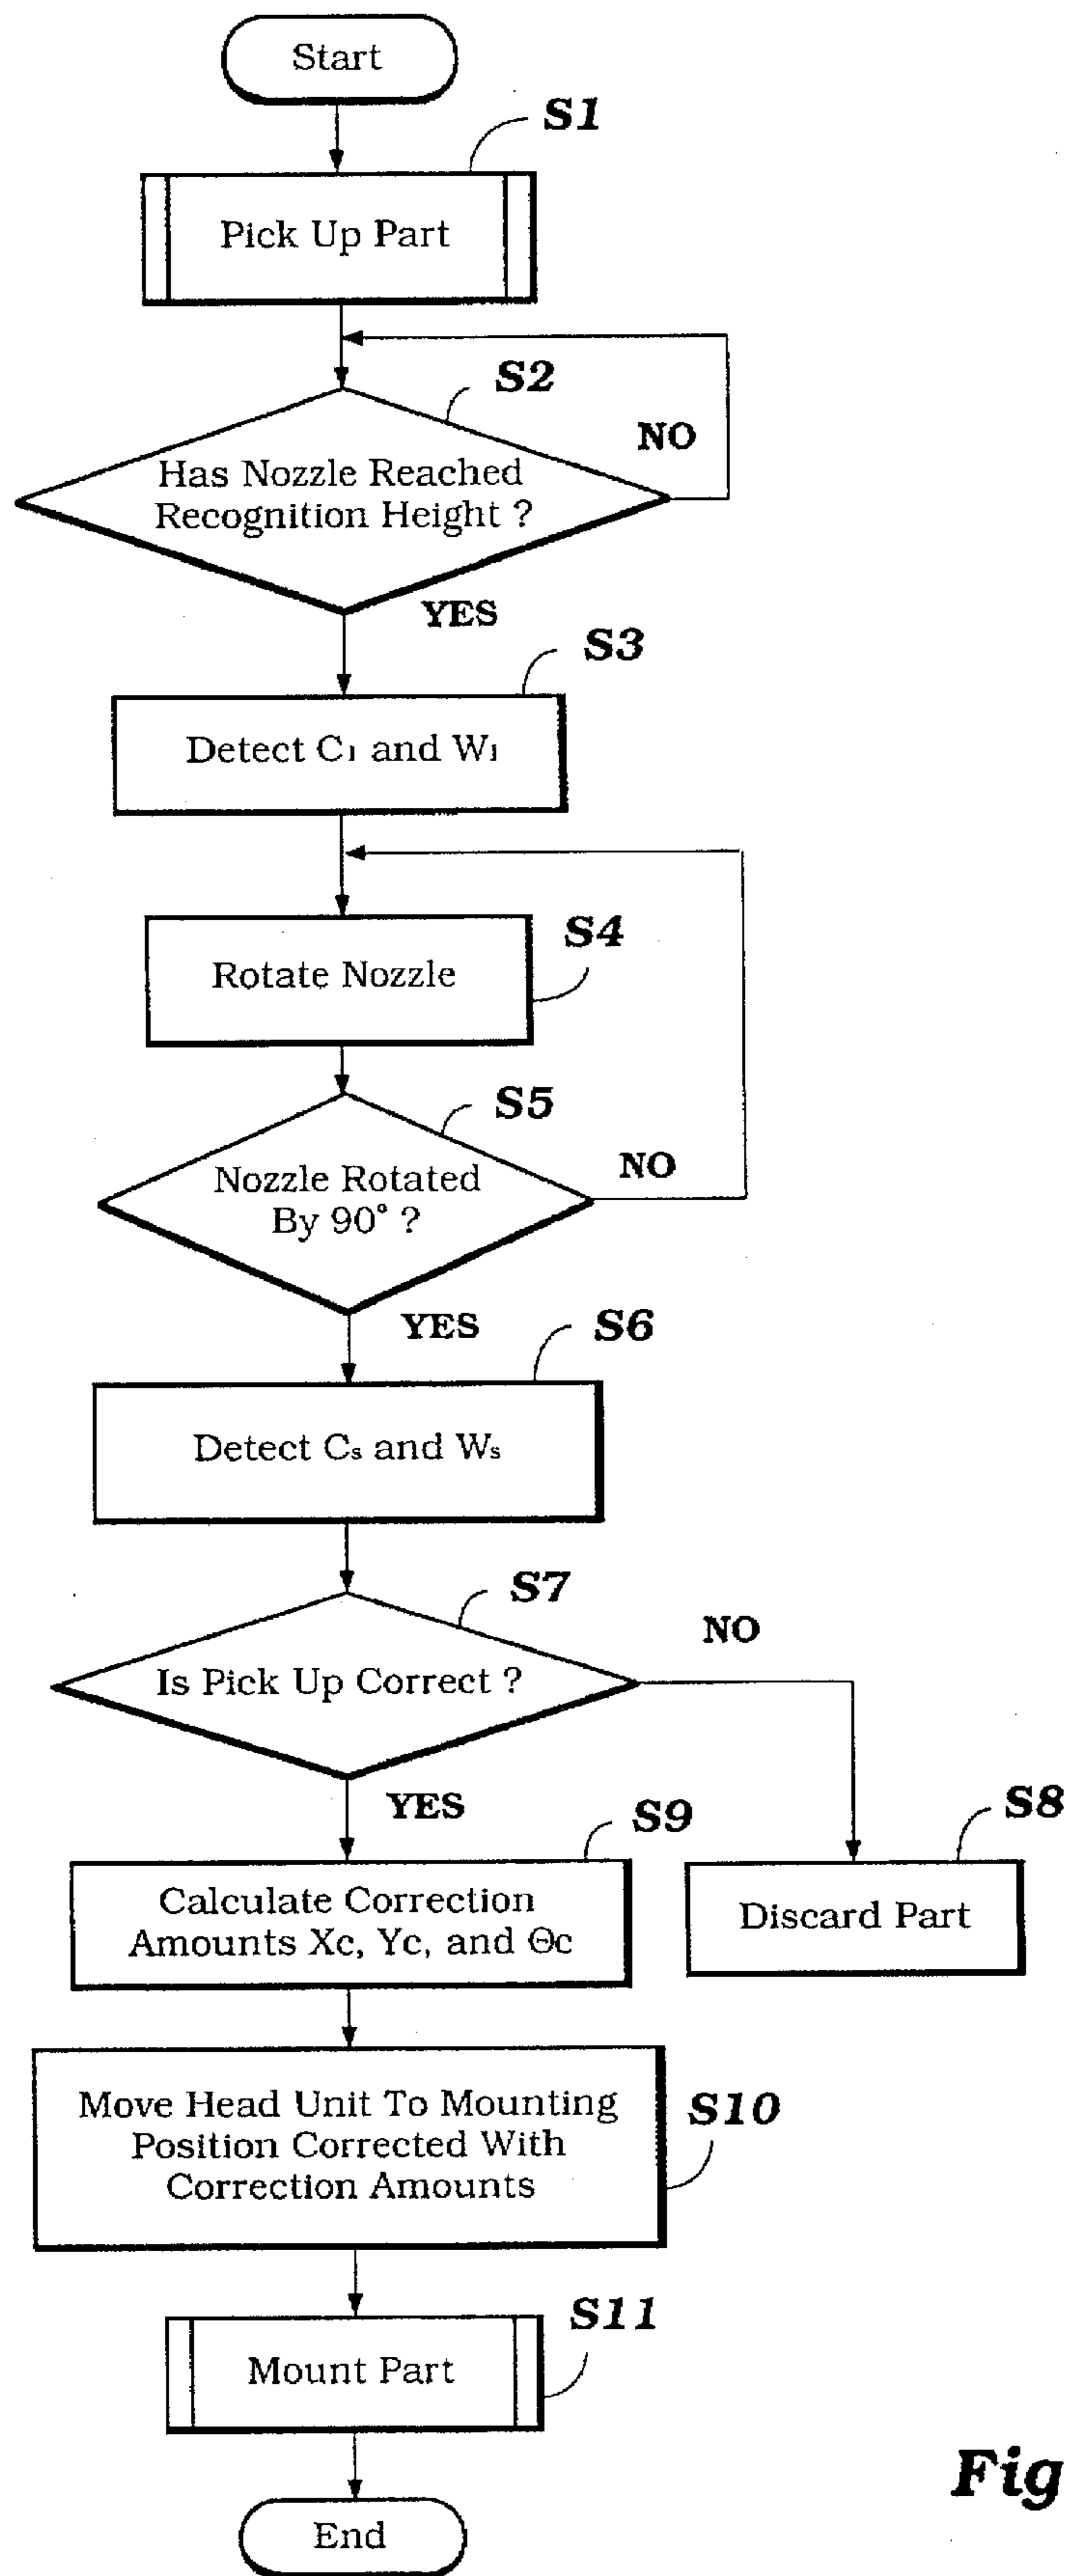 Start
S1
Pick Up Part
S2
NO
Has Nozzle Reached
Recognition Height ?
YES
S3
Detect C₁ and W₁
S4
Rotate Nozzle
S5
NO
Nozzle Rotated
By 90° ?
YES
S6
Detect Cₛ and Wₛ
S7
NO
Is Pick Up Correct ?
YES
S9
S8
Calculate Correction
Amounts Xc, Yc, and Θc
Discard Part
Move Head Unit To Mounting
Position Corrected With
Correction Amounts
S10
S11
Mount Part
Fig
End